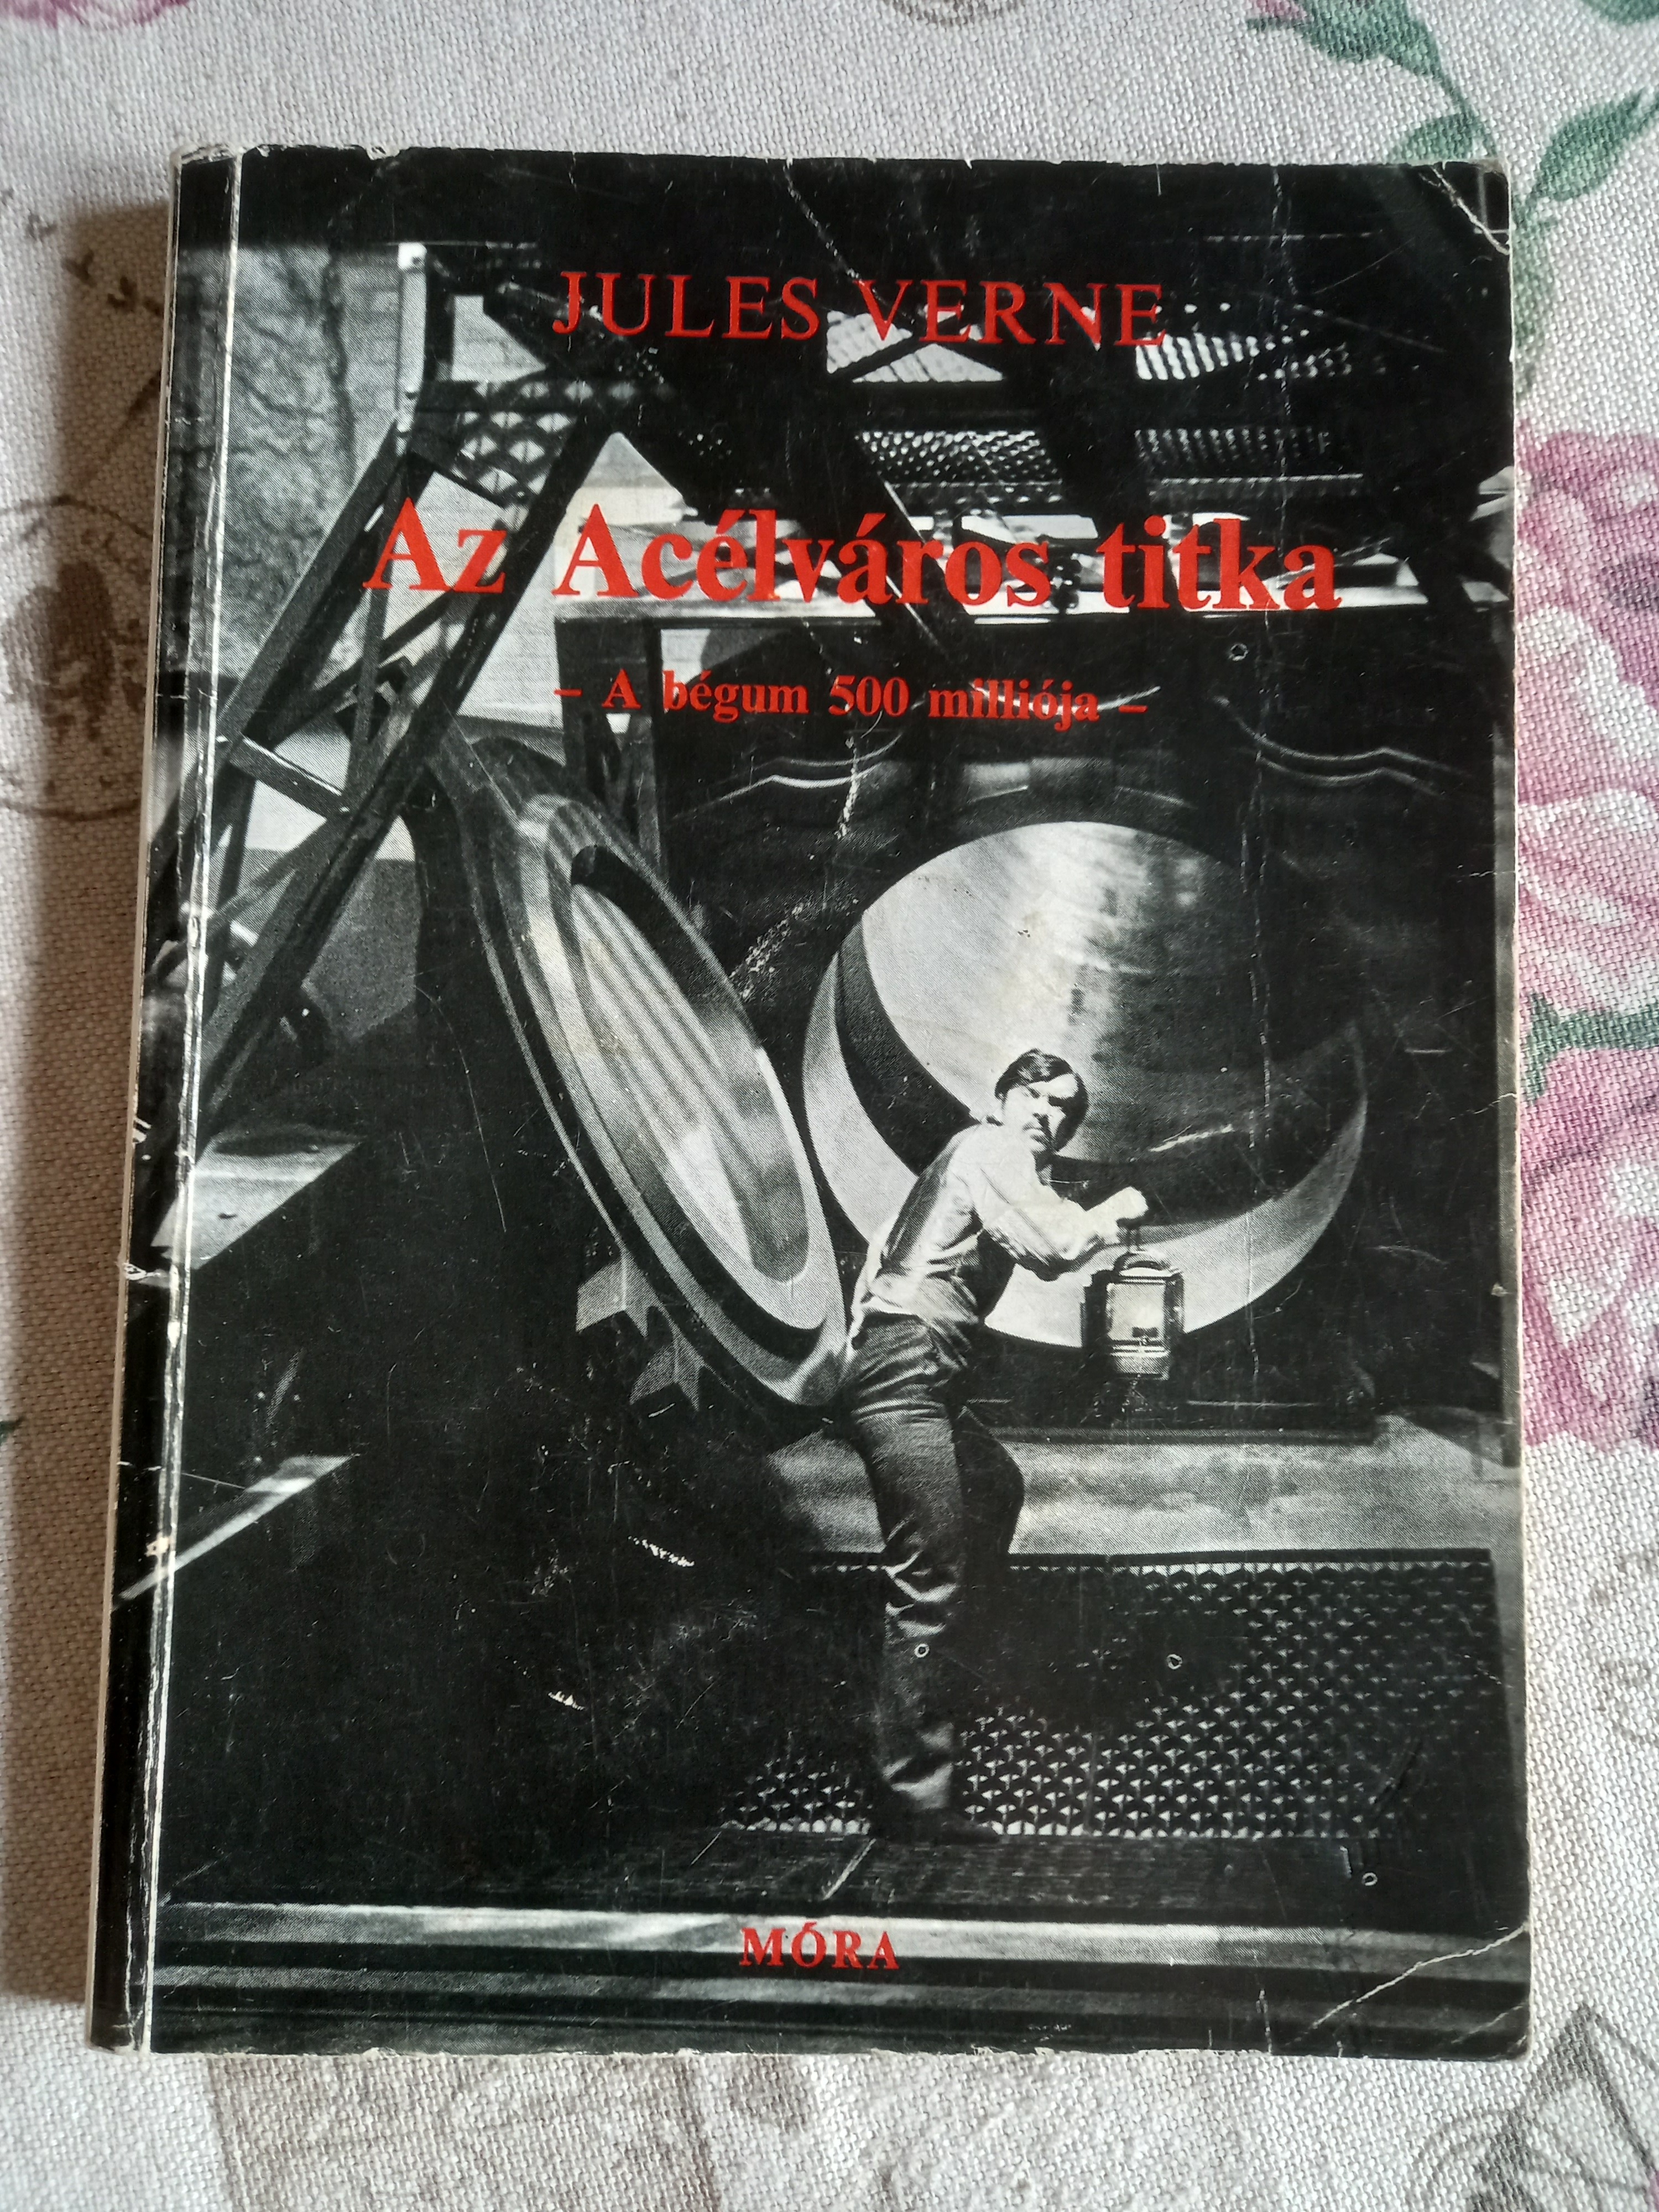 JULES VERNE
Az Acélváros titka
– A bégum 500 milliója –
MÓRA